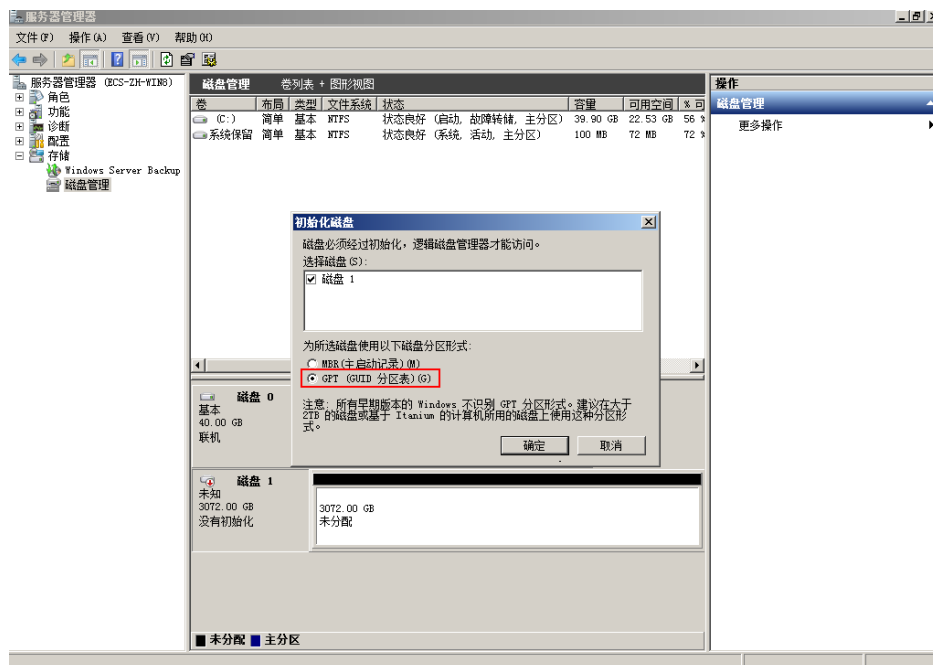 服务器管理器
文件(F) 操作(A) 查看(V) 帮助(H)
服务器管理器 (ECS-ZH-WIN8)
角色
功能
诊断
配置
存储
Windows Server Backup
磁盘管理
磁盘管理 卷列表 + 图形视图
卷 布局 类型 文件系统 状态 容量 可用空间 % 可
(C:) 简单 基本 NTFS 状态良好 (启动, 故障转储, 主分区) 39.90 GB 22.53 GB 56 %
系统保留 简单 基本 NTFS 状态良好 (系统, 活动, 主分区) 100 MB 72 MB 72 %
操作
磁盘管理
更多操作
初始化磁盘
磁盘必须经过初始化，逻辑磁盘管理器才能访问。
选择磁盘(S):
磁盘 1
为所选磁盘使用以下磁盘分区形式:
MBR(主启动记录)(M)
GPT (GUID 分区表)(G)
注意: 所有早期版本的 Windows 不识别 GPT 分区形式。建议在大于
2TB 的磁盘或基于 Itanium 的计算机所用的磁盘上使用这种分区形
式。
确定 取消
磁盘 0
基本
40.00 GB
联机
磁盘 1
未知
3072.00 GB
没有初始化
3072.00 GB
未分配
未分配 主分区